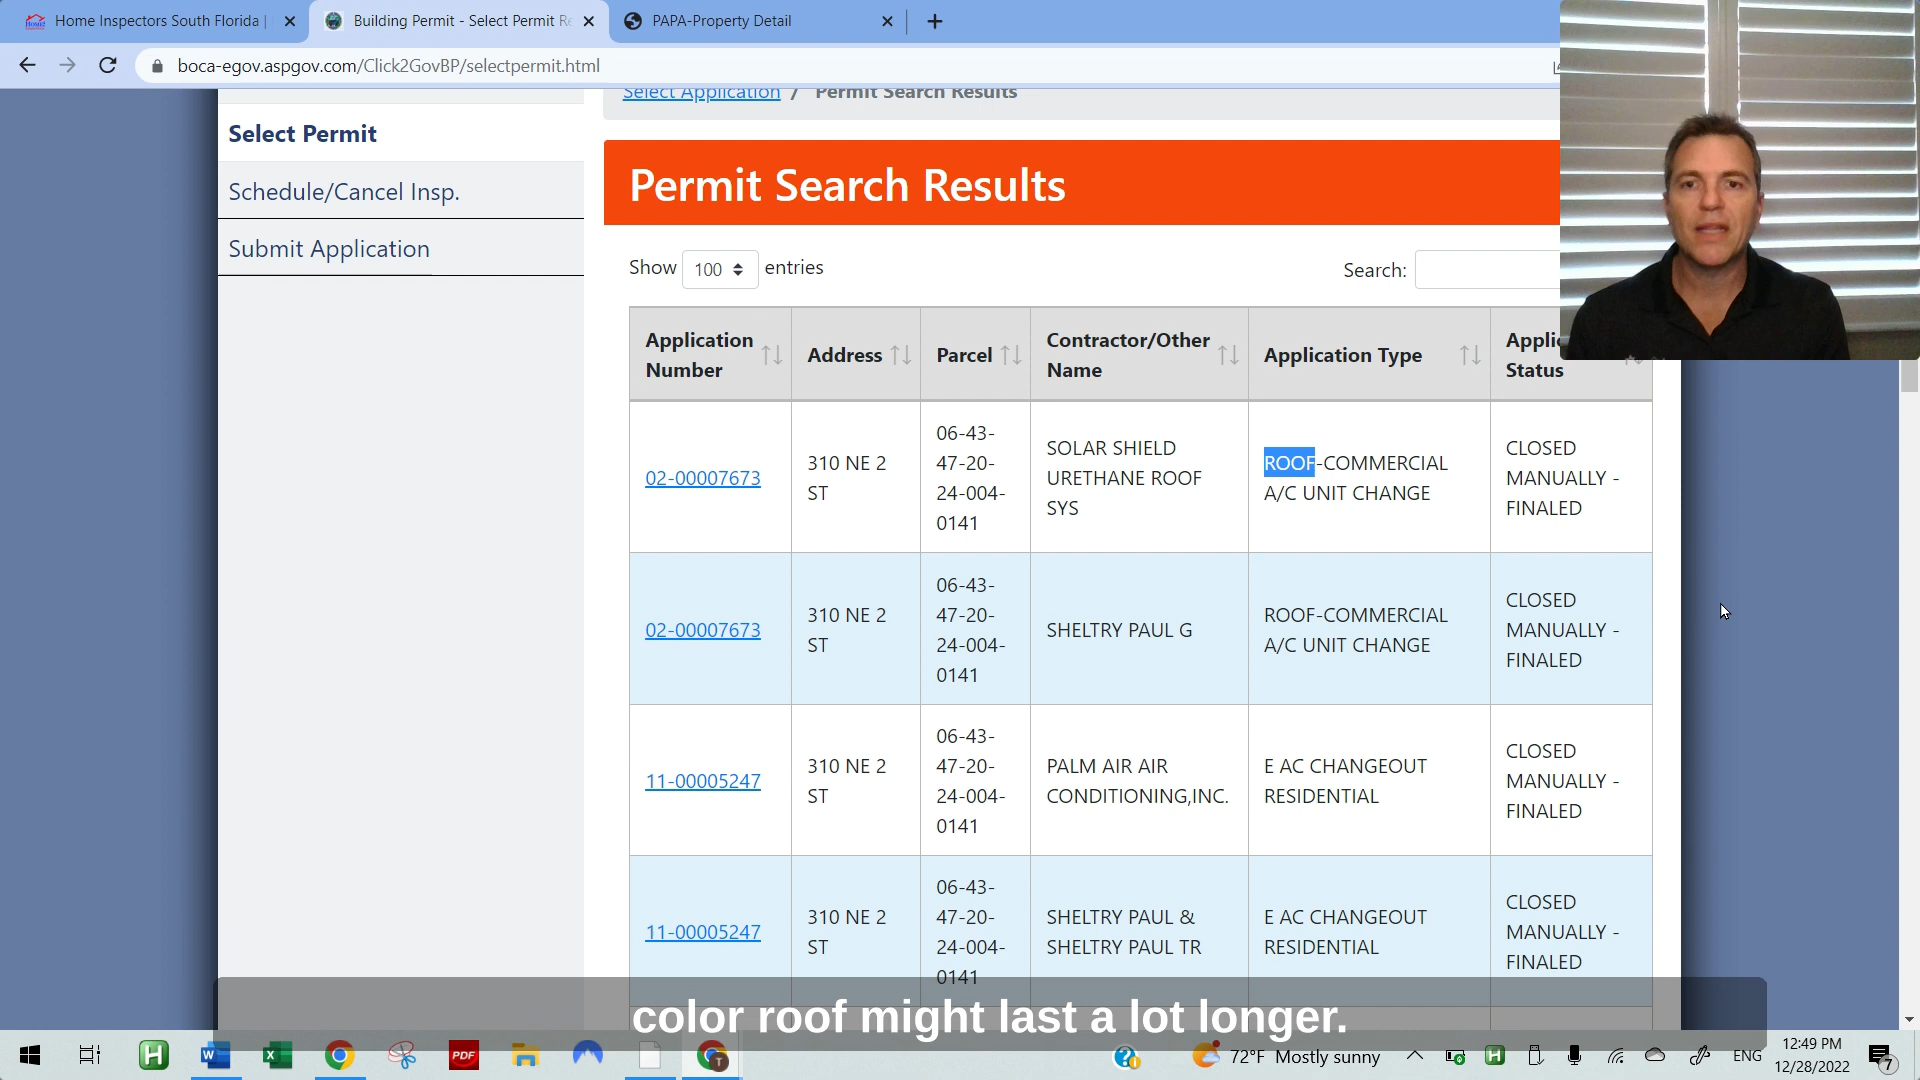 Home Inspectors South Florida |
Building Permit - Select Permit Re
PAPA-Property Detail
boca-egov.aspgov.com/Click2GovBP/selectpermit.html
Select Application / Permit Search Results
Select Permit
Schedule/Cancel Insp.
Submit Application
Permit Search Results
Show 100 entries
Search:
Application Number
Address
Parcel
Contractor/Other Name
Application Type
Applic
Status
02-00007673
310 NE 2 ST
06-43-
47-20-
24-004-
0141
SOLAR SHIELD
URETHANE ROOF
SYS
ROOF-COMMERCIAL
A/C UNIT CHANGE
CLOSED
MANUALLY -
FINALED
02-00007673
310 NE 2
ST
06-43-
47-20-
24-004-
0141
SHELTRY PAUL G
ROOF-COMMERCIAL
A/C UNIT CHANGE
CLOSED
MANUALLY -
FINALED
11-00005247
310 NE 2
ST
06-43-
47-20-
24-004-
0141
PALM AIR AIR
CONDITIONING,INC.
E AC CHANGEOUT
RESIDENTIAL
CLOSED
MANUALLY -
FINALED
11-00005247
310 NE 2
ST
06-43-
47-20-
24-004-
0141
SHELTRY PAUL &
SHELTRY PAUL TR
E AC CHANGEOUT
RESIDENTIAL
CLOSED
MANUALLY -
FINALED
color roof might last a lot longer.
PDF
72°F Mostly sunny
ENG
12:49 PM
12/28/2022
7